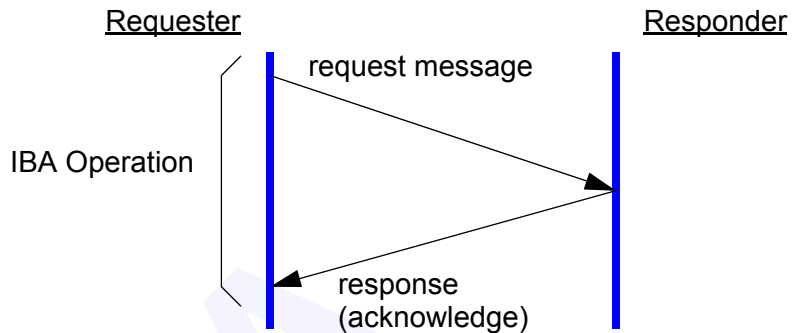 Requester
Responder
request message
IBA Operation
response
(acknowledge)